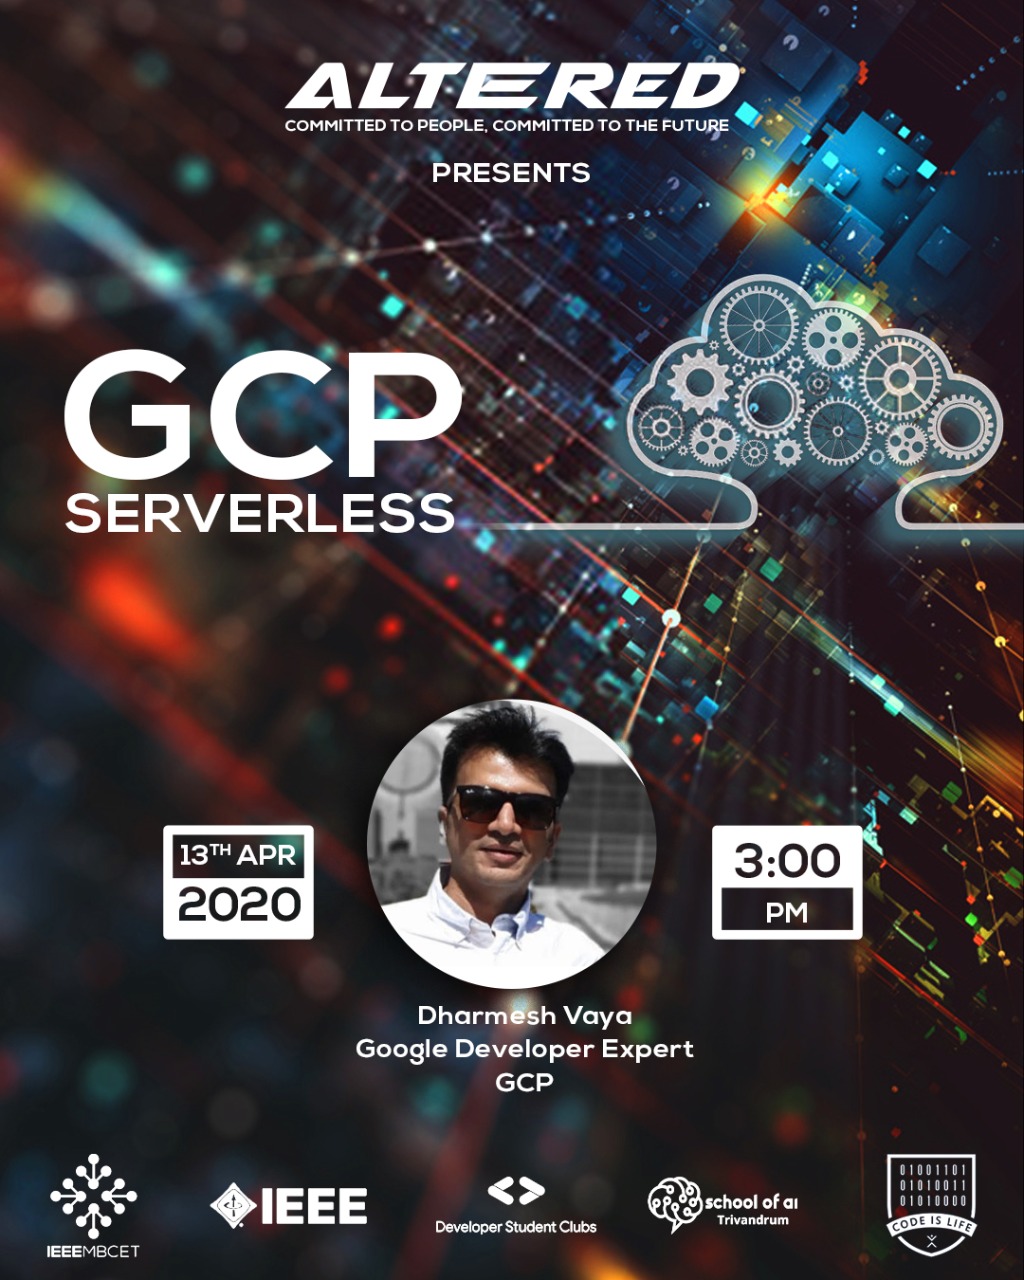 ALTERED
COMMITTED TO PEOPLE, COMMITTED TO THE FUTURE
PRESENTS
GCP
SERVERLESS
13TH APR
2020
3:00
PM
Dharmesh Vaya
Google Developer Expert
GCP
IEEEMBCET
IEEE
Developer Student Clubs
school of aı
Trivandrum
01001101
01010011
01010000
CODE IS LIFE